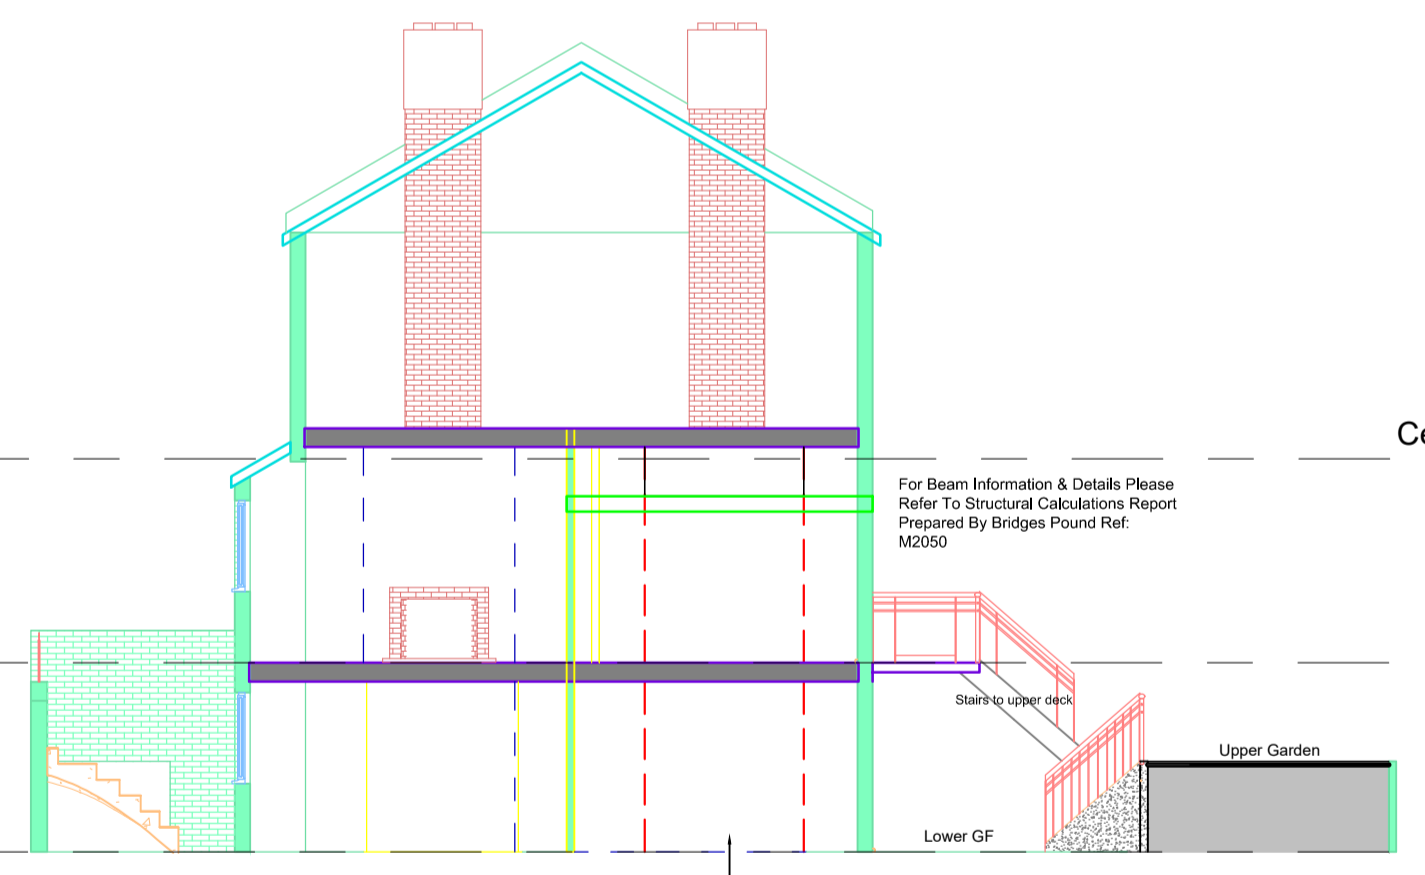 Ce
For Beam Information & Details Please
Refer To Structural Calculations Report
Prepared By Bridges Pound Ref:
M2050
Stairs to upper deck
Upper Garden
Lower GF